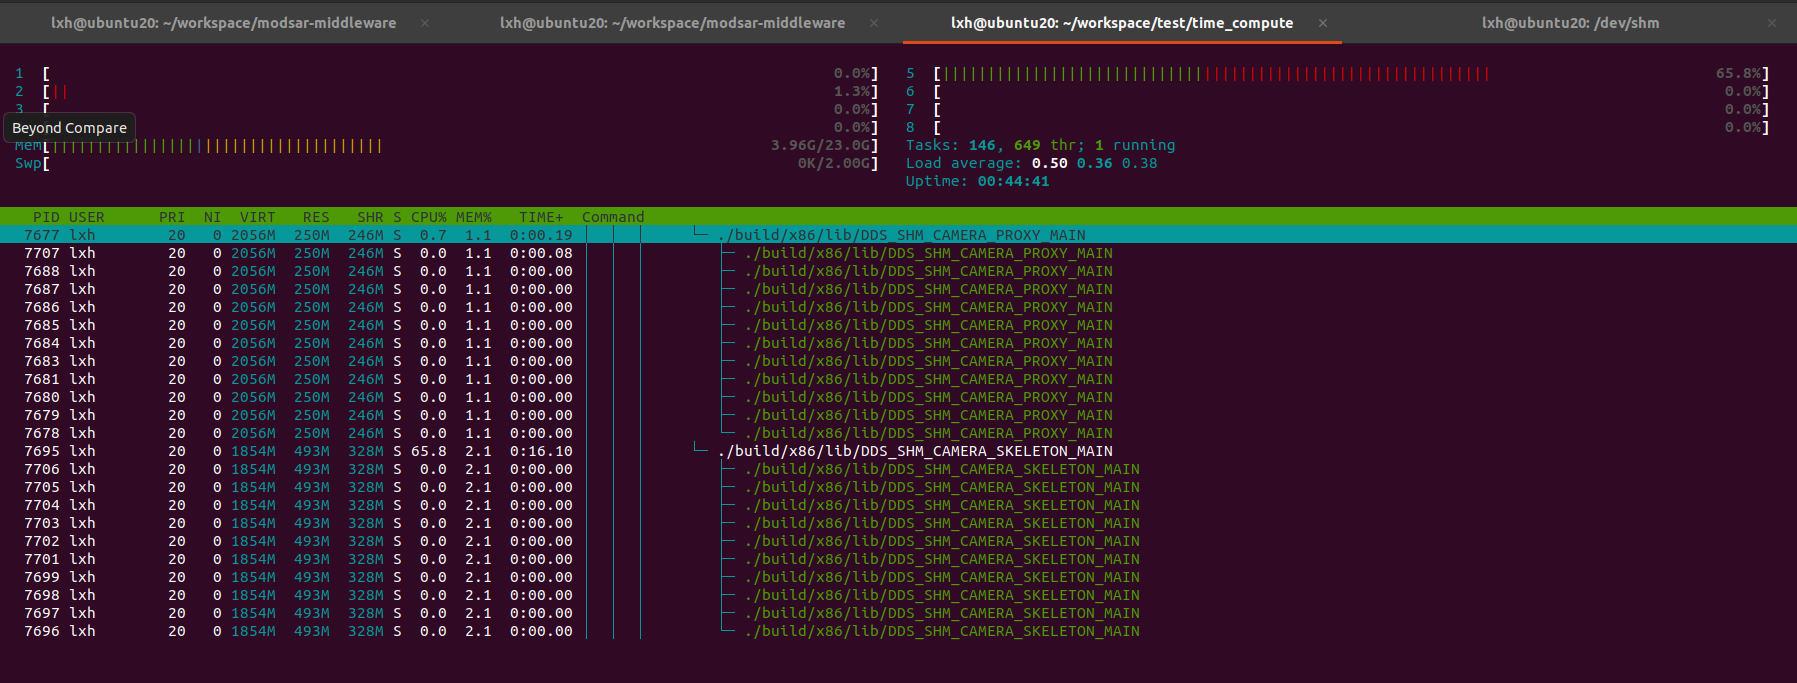 lxh@ubuntu20: ~/workspace/modsar-middleware × lxh@ubuntu20: ~/workspace/modsar-middleware × lxh@ubuntu20: ~/workspace/test/time_compute × lxh@ubuntu20: /dev/shm ×
1 [ 0.0%] 5 [||||||||||||||||||||||||||||||||||||||||||||||||||||||||||||| 65.8%]
2 [|| 1.3%] 6 [ 0.0%]
3 [ 0.0%] 7 [ 0.0%]
Beyond Compare 0.0%] 8 [ 0.0%]
Mem[||||||||||||||||||||||||||||||||||||| 3.96G/23.0G] Tasks: 146, 649 thr; 1 running
Swp[ 0K/2.00G] Load average: 0.50 0.36 0.38
Uptime: 00:44:41
PID USER PRI NI VIRT RES SHR S CPU% MEM% TIME+ Command
7677 lxh 20 0 2056M 250M 246M S 0.7 1.1 0:00.19 ./build/x86/lib/DDS_SHM_CAMERA_PROXY_MAIN
7707 lxh 20 0 2056M 250M 246M S 0.0 1.1 0:00.08 ./build/x86/lib/DDS_SHM_CAMERA_PROXY_MAIN
7688 lxh 20 0 2056M 250M 246M S 0.0 1.1 0:00.00 ./build/x86/lib/DDS_SHM_CAMERA_PROXY_MAIN
7687 lxh 20 0 2056M 250M 246M S 0.0 1.1 0:00.00 ./build/x86/lib/DDS_SHM_CAMERA_PROXY_MAIN
7686 lxh 20 0 2056M 250M 246M S 0.0 1.1 0:00.00 ./build/x86/lib/DDS_SHM_CAMERA_PROXY_MAIN
7685 lxh 20 0 2056M 250M 246M S 0.0 1.1 0:00.00 ./build/x86/lib/DDS_SHM_CAMERA_PROXY_MAIN
7684 lxh 20 0 2056M 250M 246M S 0.0 1.1 0:00.00 ./build/x86/lib/DDS_SHM_CAMERA_PROXY_MAIN
7683 lxh 20 0 2056M 250M 246M S 0.0 1.1 0:00.00 ./build/x86/lib/DDS_SHM_CAMERA_PROXY_MAIN
7681 lxh 20 0 2056M 250M 246M S 0.0 1.1 0:00.00 ./build/x86/lib/DDS_SHM_CAMERA_PROXY_MAIN
7680 lxh 20 0 2056M 250M 246M S 0.0 1.1 0:00.00 ./build/x86/lib/DDS_SHM_CAMERA_PROXY_MAIN
7679 lxh 20 0 2056M 250M 246M S 0.0 1.1 0:00.00 ./build/x86/lib/DDS_SHM_CAMERA_PROXY_MAIN
7678 lxh 20 0 2056M 250M 246M S 0.0 1.1 0:00.00 ./build/x86/lib/DDS_SHM_CAMERA_PROXY_MAIN
7695 lxh 20 0 1854M 493M 328M S 65.8 2.1 0:16.10 ./build/x86/lib/DDS_SHM_CAMERA_SKELETON_MAIN
7706 lxh 20 0 1854M 493M 328M S 0.0 2.1 0:00.00 ./build/x86/lib/DDS_SHM_CAMERA_SKELETON_MAIN
7705 lxh 20 0 1854M 493M 328M S 0.0 2.1 0:00.00 ./build/x86/lib/DDS_SHM_CAMERA_SKELETON_MAIN
7704 lxh 20 0 1854M 493M 328M S 0.0 2.1 0:00.00 ./build/x86/lib/DDS_SHM_CAMERA_SKELETON_MAIN
7703 lxh 20 0 1854M 493M 328M S 0.0 2.1 0:00.00 ./build/x86/lib/DDS_SHM_CAMERA_SKELETON_MAIN
7702 lxh 20 0 1854M 493M 328M S 0.0 2.1 0:00.00 ./build/x86/lib/DDS_SHM_CAMERA_SKELETON_MAIN
7701 lxh 20 0 1854M 493M 328M S 0.0 2.1 0:00.00 ./build/x86/lib/DDS_SHM_CAMERA_SKELETON_MAIN
7699 lxh 20 0 1854M 493M 328M S 0.0 2.1 0:00.00 ./build/x86/lib/DDS_SHM_CAMERA_SKELETON_MAIN
7698 lxh 20 0 1854M 493M 328M S 0.0 2.1 0:00.00 ./build/x86/lib/DDS_SHM_CAMERA_SKELETON_MAIN
7697 lxh 20 0 1854M 493M 328M S 0.0 2.1 0:00.00 ./build/x86/lib/DDS_SHM_CAMERA_SKELETON_MAIN
7696 lxh 20 0 1854M 493M 328M S 0.0 2.1 0:00.00 ./build/x86/lib/DDS_SHM_CAMERA_SKELETON_MAIN